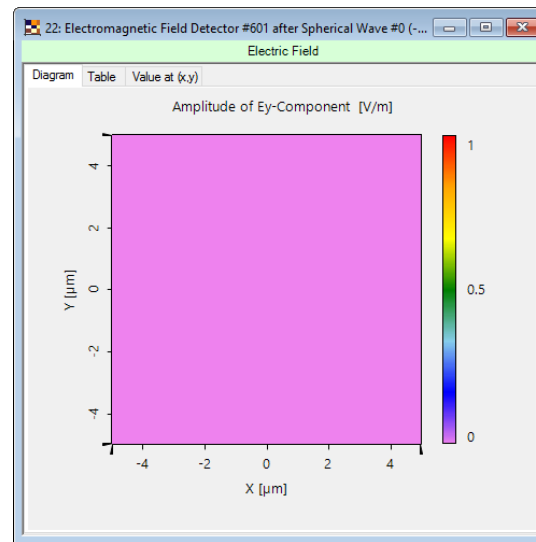 22: Electromagnetic Field Detector #601 after Spherical Wave #0 (-...
Electric Field
Diagram Table Value at (x,y)
Amplitude of Ey-Component [V/m]
1
4
2
0.5
Y [µm]
0
-2
-4
0
-4 -2 0 2 4
X [µm]